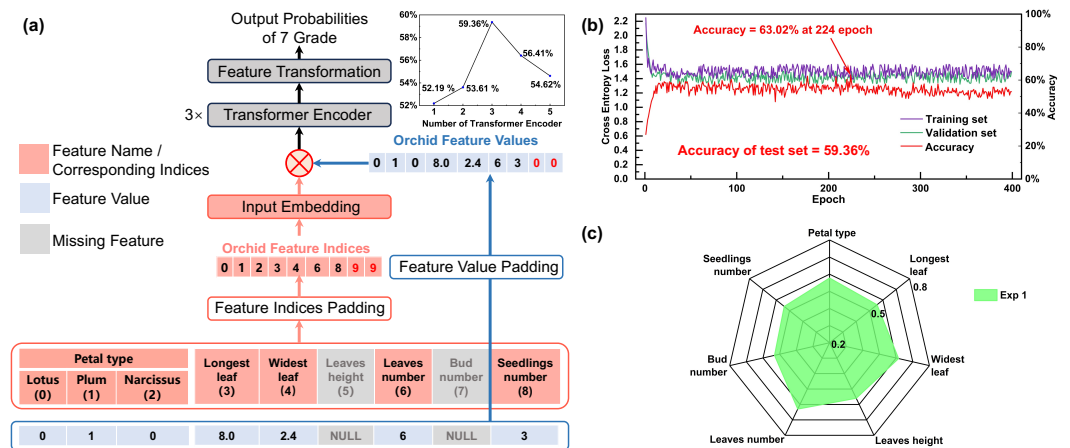 (a)
Output Probabilities
of 7 Grade
Feature Transformation
3×
Transformer Encoder
60%
58%
56%
54%
52%
59.36%
56.41%
54.62%
52.19 %
53.61 %
1 2 3 4 5
Number of Transformer Encoder
Feature Name /
Corresponding Indices
Feature Value
Missing Feature
Orchid Feature Values
0 1 0 8.0 2.4 6 3 0 0
Input Embedding
Orchid Feature Indices
0 1 2 3 4 6 8 9 9
Feature Value Padding
Feature Indices Padding
Petal type
Lotus
(0)
Plum
(1)
Narcissus
(2)
Longest
leaf
(3)
Widest
leaf
(4)
Leaves
height
(5)
Leaves
number
(6)
Bud
number
(7)
Seedlings
number
(8)
0 1 0 8.0 2.4 NULL 6 NULL 3
(b)
Cross Entropy Loss
2.2
2.0
1.8
1.6
1.4
1.2
1.0
0.8
0.6
0.4
0.2
0.0
Accuracy = 63.02% at 224 epoch
Training set
Validation set
Accuracy
Accuracy of test set = 59.36%
0 100 200 300 400
Epoch
100%
80%
60%
40%
20%
0%
Accuracy
(c)
Petal type
Longest
leaf
0.8
0.5
0.2
Widest
leaf
Leaves height
Leaves number
Bud
number
Seedlings
number
Exp 1